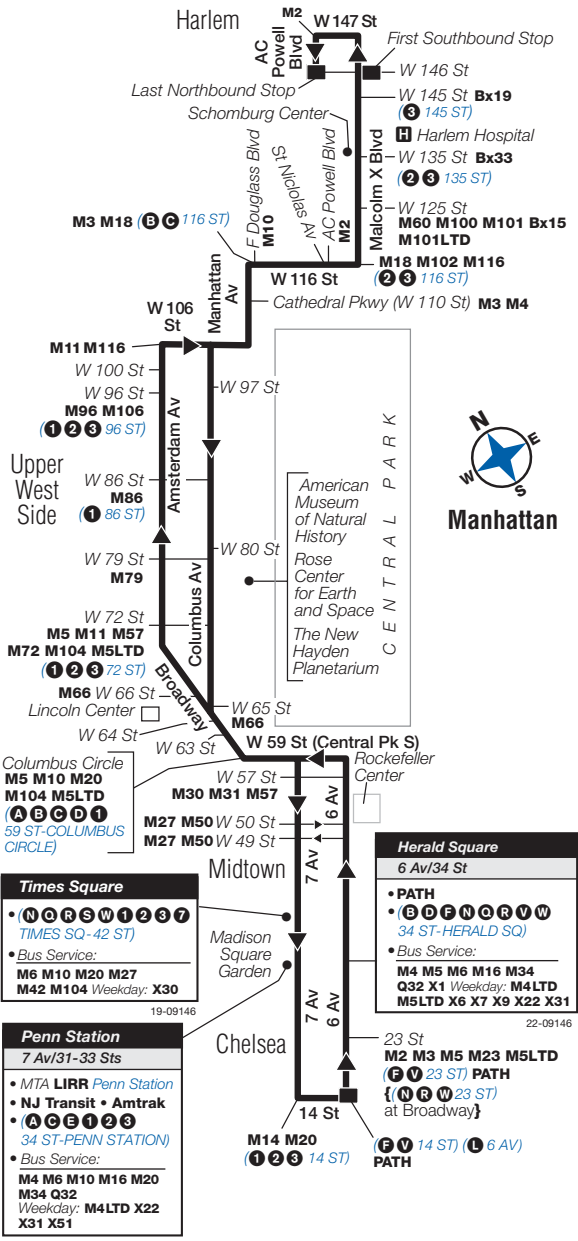 Harlem
M2
W 147 St
AC Powell Blvd
First Southbound Stop
W 146 St
Last Northbound Stop
W 145 St Bx19
(3 145 ST)
Schomburg Center
H Harlem Hospital
W 135 St Bx33
(2 3 135 ST)
Malcolm X Blvd
W 125 St
M60 M100 M101 Bx15
M101LTD
F Douglass Blvd
M10
St Niclolas Av
AC Powell Blvd
M2
M3 M18 (B C 116 ST)
W 116 St
M18 M102 M116
(2 3 116 ST)
Manhattan Av
Cathedral Pkwy (W 110 St) M3 M4
W 106
St
M11 M116
W 100 St
W 96 St
M96 M106
(1 2 3 96 ST)
W 97 St
Amsterdam Av
Upper
West
Side
W 86 St
M86
(1 86 ST)
W 80 St
W 79 St
M79
Columbus Av
American
Museum
of Natural
History
Rose
Center
for Earth
and Space
The New
Hayden
Planetarium
CENTRAL PARK
N
E
S
W
Manhattan
W 72 St
M5 M11 M57
M72 M104 M5LTD
(1 2 3 72 ST)
Broadway
M66 W 66 St
Lincoln Center
W 65 St
M66
W 64 St
W 63 St
W 59 St (Central Pk S)
Columbus Circle
M5 M10 M20
M104 M5LTD
(A B C D 1
59 ST-COLUMBUS
CIRCLE)
Rockefeller
Center
W 57 St
M30 M31 M57
6 Av
M27 M50 W 50 St
M27 M50 W 49 St
7 Av
Midtown
Herald Square
6 Av/34 St
• PATH
• (B D F N Q R V W
34 ST-HERALD SQ)
• Bus Service:
M4 M5 M6 M16 M34
Q32 X1 Weekday: M4LTD
M5LTD X6 X7 X9 X22 X31
22-09146
Times Square
• (N Q R S W 1 2 3 7
TIMES SQ-42 ST)
• Bus Service:
M6 M10 M20 M27
M42 M104 Weekday: X30
19-09146
Madison
Square
Garden
7 Av
6 Av
Chelsea
Penn Station
7 Av/31-33 Sts
• MTA LIRR Penn Station
• NJ Transit • Amtrak
• (A C E 1 2 3
34 ST-PENN STATION)
• Bus Service:
M4 M6 M10 M16 M20
M34 Q32
Weekday: M4LTD X22
X31 X51
23 St
M2 M3 M5 M23 M5LTD
(F V 23 ST) PATH
{(N R W 23 ST)
at Broadway}
14 St
M14 M20
(1 2 3 14 ST)
(F V 14 ST) (L 6 AV)
PATH